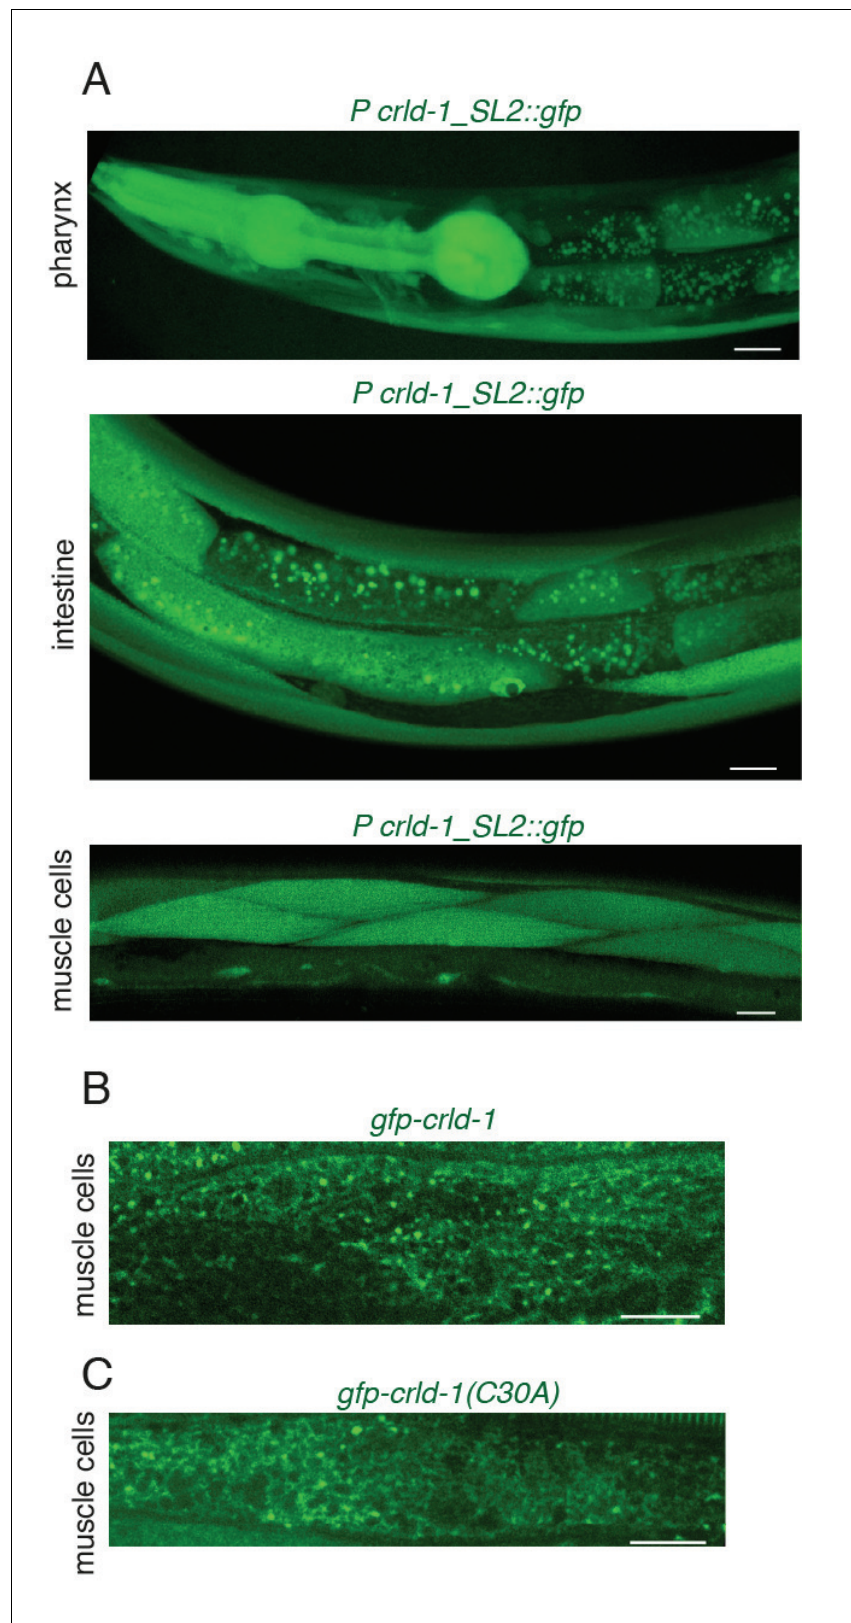 A
P crld-1_SL2::gfp
pharynx
P crld-1_SL2::gfp
intestine
P crld-1_SL2::gfp
muscle cells
B
gfp-crld-1
muscle cells
C
gfp-crld-1(C30A)
muscle cells